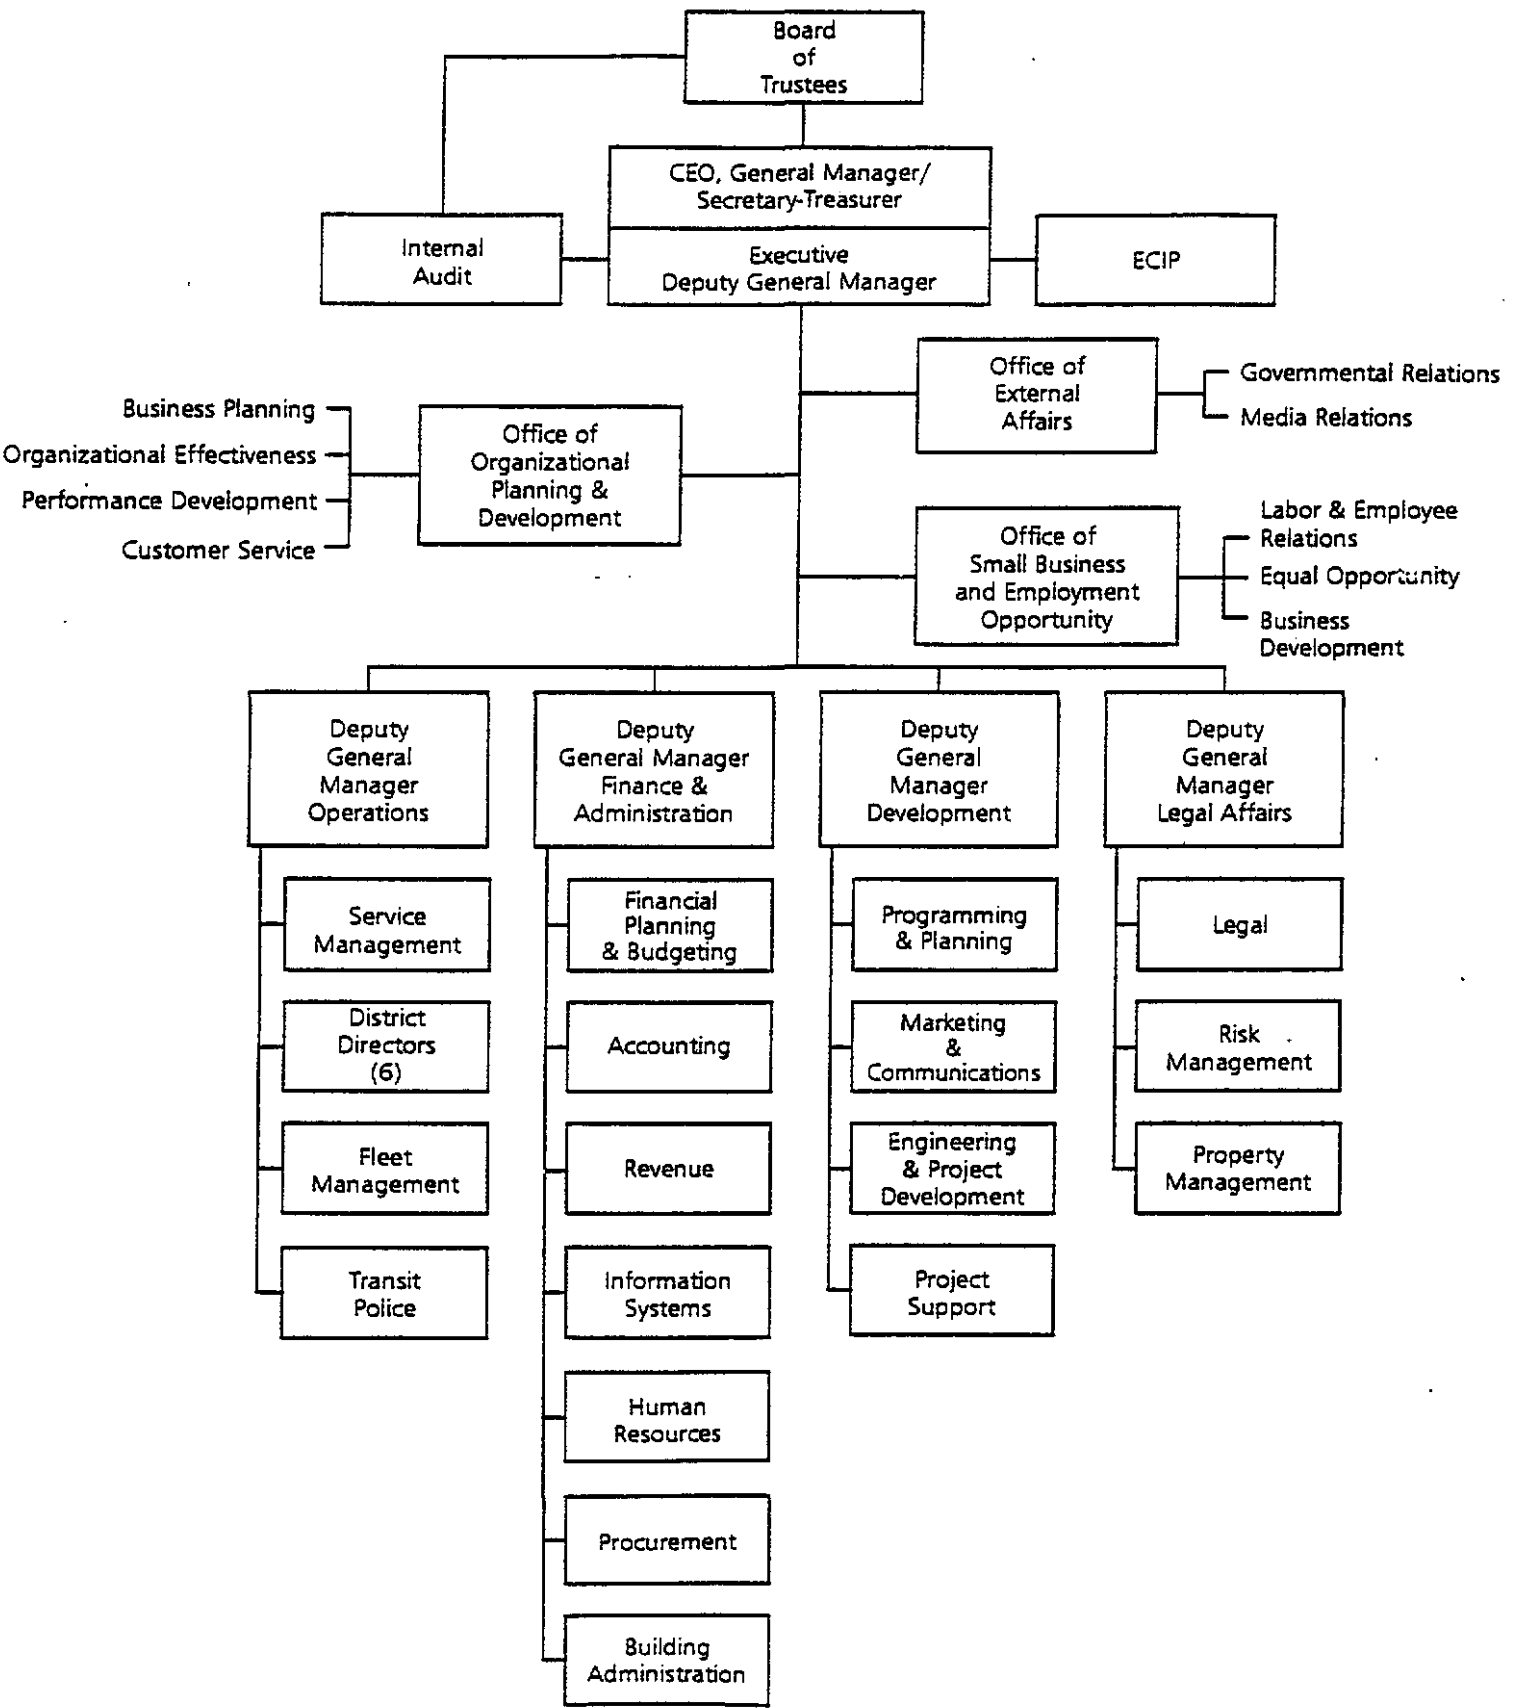 Board
of
Trustees
CEO, General Manager/
Secretary-Treasurer
Internal
Audit
Executive
Deputy General Manager
ECIP
Office of
External
Affairs
Governmental Relations
Media Relations
Business Planning
Organizational Effectiveness
Performance Development
Customer Service
Office of
Organizational
Planning &
Development
Office of
Small Business
and Employment
Opportunity
Labor & Employee
Relations
Equal Opportunity
Business
Development
Deputy
General
Manager
Operations
Deputy
General Manager
Finance &
Administration
Deputy
General
Manager
Development
Deputy
General
Manager
Legal Affairs
Service
Management
District
Directors
(6)
Fleet
Management
Transit
Police
Financial
Planning
& Budgeting
Accounting
Revenue
Information
Systems
Human
Resources
Procurement
Building
Administration
Programming
& Planning
Marketing
&
Communications
Engineering
& Project
Development
Project
Support
Legal
Risk
Management
Property
Management